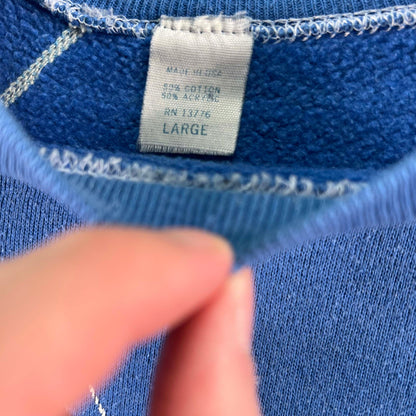 MADE IN USA
50% COTTON
50% ACRYLIC
RN 13776
LARGE